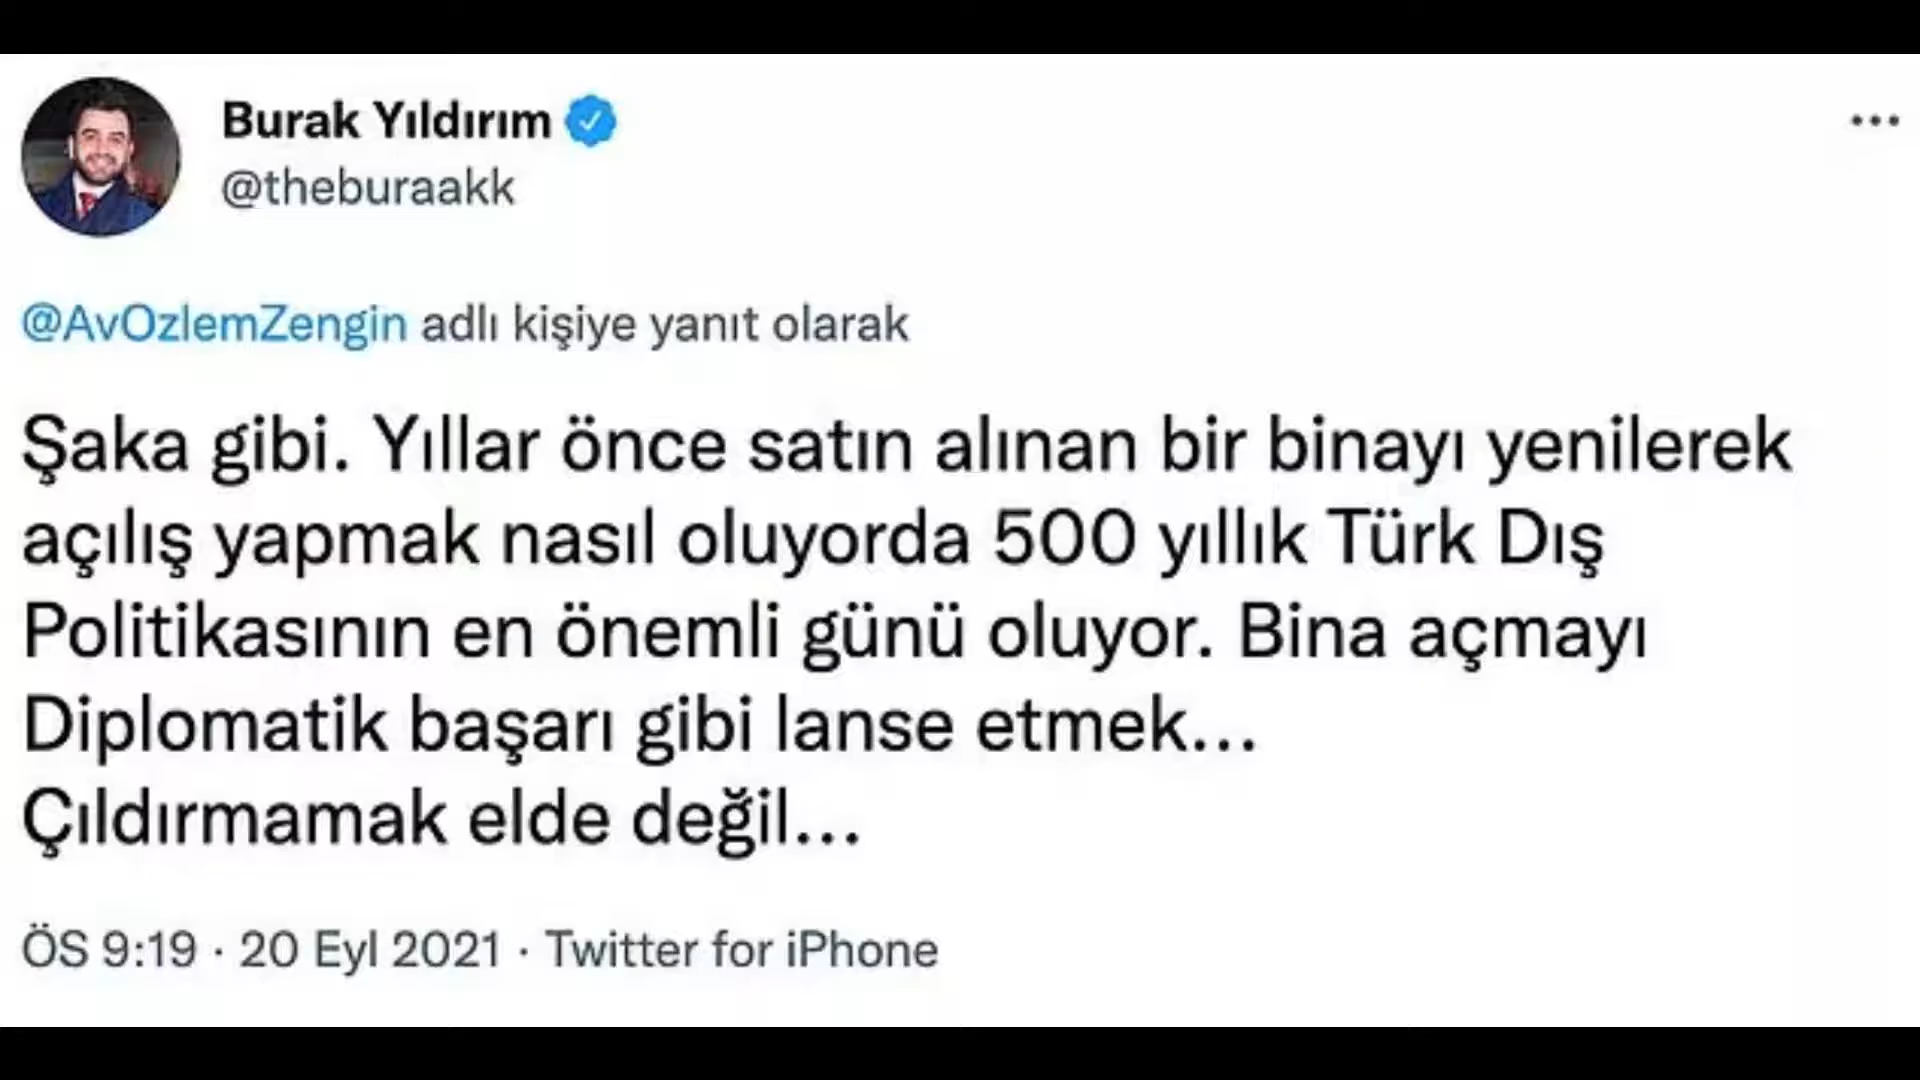 Burak Yıldırım
@theburaakk
@AvOzlemZengin adlı kişiye yanıt olarak
Şaka gibi. Yıllar önce satın alınan bir binayı yenilerek
açılış yapmak nasıl oluyorda 500 yıllık Türk Dış
Politikasının en önemli günü oluyor. Bina açmayı
Diplomatik başarı gibi lanse etmek...
Çıldırmamak elde değil...
ÖS 9:19 · 20 Eyl 2021 · Twitter for iPhone